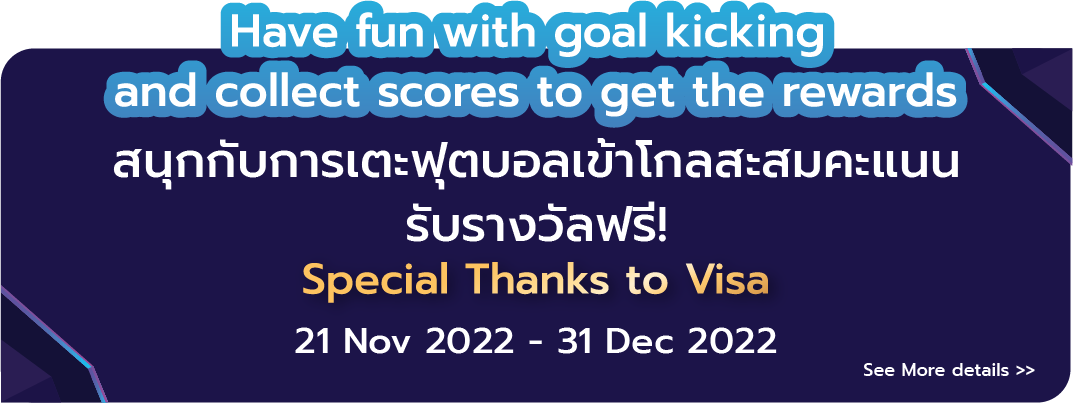 Have fun with goal kicking
and collect scores to get the rewards
สนุกกับการเตะฟุตบอลเข้าโกลสะสมคะแนน
รับรางวัลฟรี!
Special Thanks to Visa
21 Nov 2022 - 31 Dec 2022
See More details >>